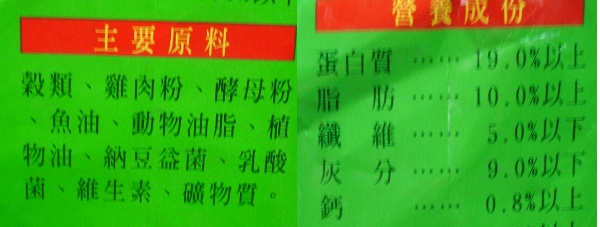 主要原料
穀類、雞肉粉、酵母粉
、魚油、動物油脂、植
物油、納豆益菌、乳酸
菌、維生素、礦物質。
營養成份
蛋白質 …… 19.0%以上
脂肪 …… 10.0%以上
纖維 …… 5.0%以下
灰分 …… 9.0%以下
鈣 …… 0.8%以上